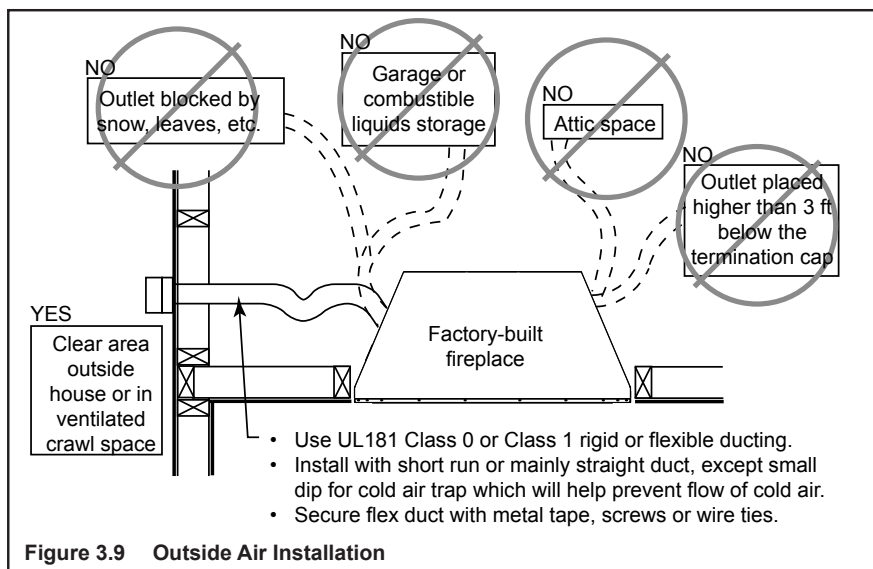 NO
Outlet blocked by
snow, leaves, etc.
NO
Garage or
combustible
liquids storage
NO
Attic space
NO
Outlet placed
higher than 3 ft
below the
termination cap
YES
Clear area
outside
house or in
ventilated
crawl space
Factory-built
fireplace
• Use UL181 Class 0 or Class 1 rigid or flexible ducting.
• Install with short run or mainly straight duct, except small
dip for cold air trap which will help prevent flow of cold air.
• Secure flex duct with metal tape, screws or wire ties.
Figure 3.9 Outside Air Installation